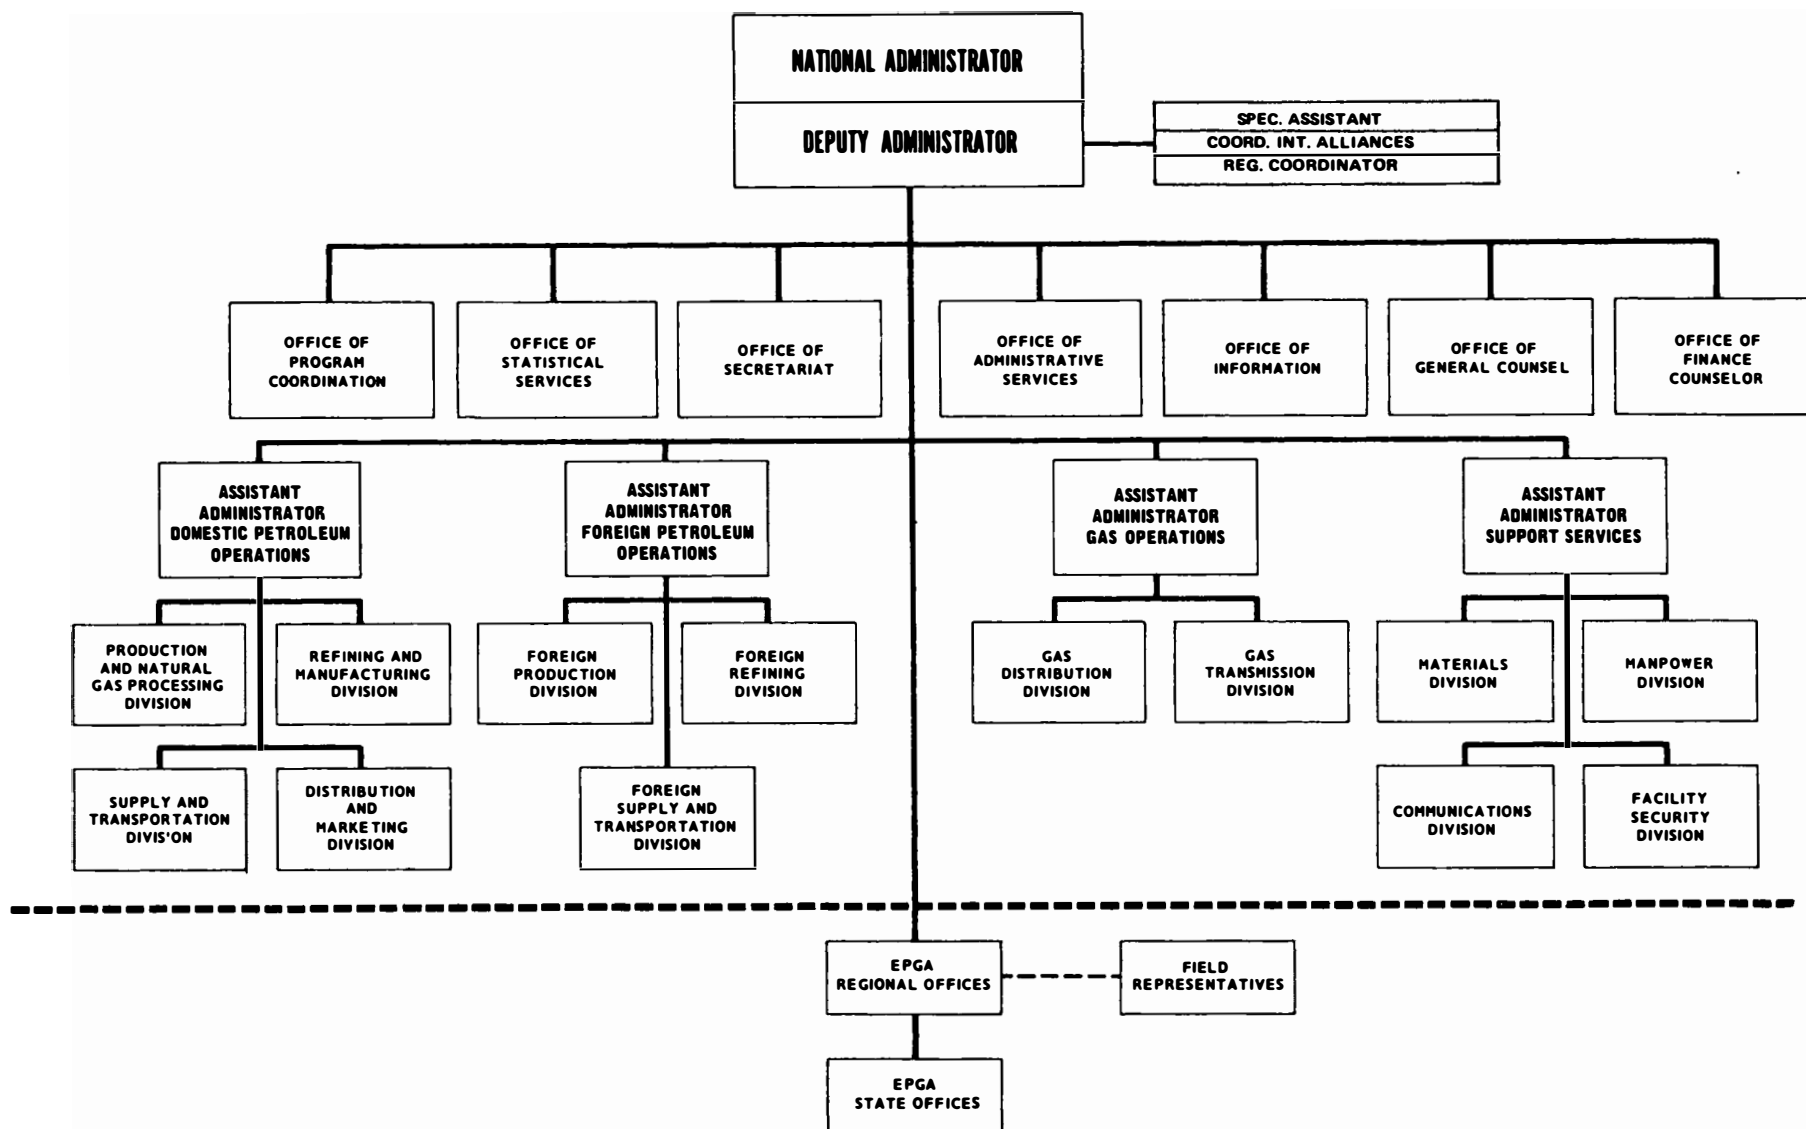 NATIONAL ADMINISTRATOR
DEPUTY ADMINISTRATOR
SPEC. ASSISTANT
COORD. INT. ALLIANCES
REG. COORDINATOR
OFFICE OF
PROGRAM
COORDINATION
OFFICE OF
STATISTICAL
SERVICES
OFFICE OF
SECRETARIAT
OFFICE OF
ADMINISTRATIVE
SERVICES
OFFICE OF
INFORMATION
OFFICE OF
GENERAL COUNSEL
OFFICE OF
FINANCE
COUNSELOR
ASSISTANT
ADMINISTRATOR
DOMESTIC PETROLEUM
OPERATIONS
ASSISTANT
ADMINISTRATOR
FOREIGN PETROLEUM
OPERATIONS
ASSISTANT
ADMINISTRATOR
GAS OPERATIONS
ASSISTANT
ADMINISTRATOR
SUPPORT SERVICES
PRODUCTION
AND NATURAL
GAS PROCESSING
DIVISION
REFINING AND
MANUFACTURING
DIVISION
FOREIGN
PRODUCTION
DIVISION
FOREIGN
REFINING
DIVISION
GAS
DISTRIBUTION
DIVISION
GAS
TRANSMISSION
DIVISION
MATERIALS
DIVISION
MANPOWER
DIVISION
SUPPLY AND
TRANSPORTATION
DIVIS'ON
DISTRIBUTION
AND
MARKETING
DIVISION
FOREIGN
SUPPLY AND
TRANSPORTATION
DIVISION
COMMUNICATIONS
DIVISION
FACILITY
SECURITY
DIVISION
EPGA
REGIONAL OFFICES
FIELD
REPRESENTATIVES
EPGA
STATE OFFICES